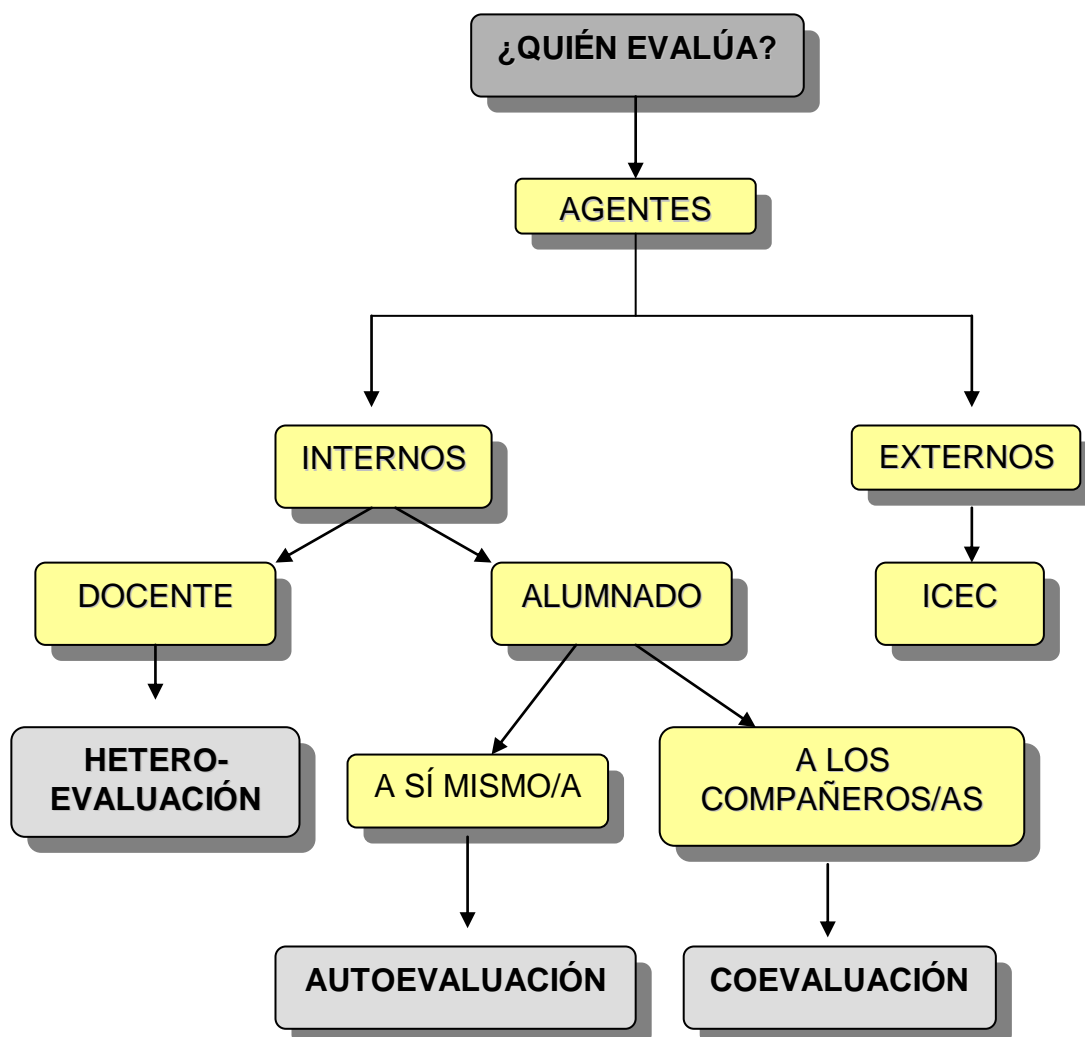 ¿QUIÉN EVALÚA?
AGENTES
INTERNOS
EXTERNOS
DOCENTE
ALUMNADO
ICEC
HETERO-
EVALUACIÓN
A SÍ MISMO/A
A LOS
COMPAÑEROS/AS
AUTOEVALUACIÓN
COEVALUACIÓN